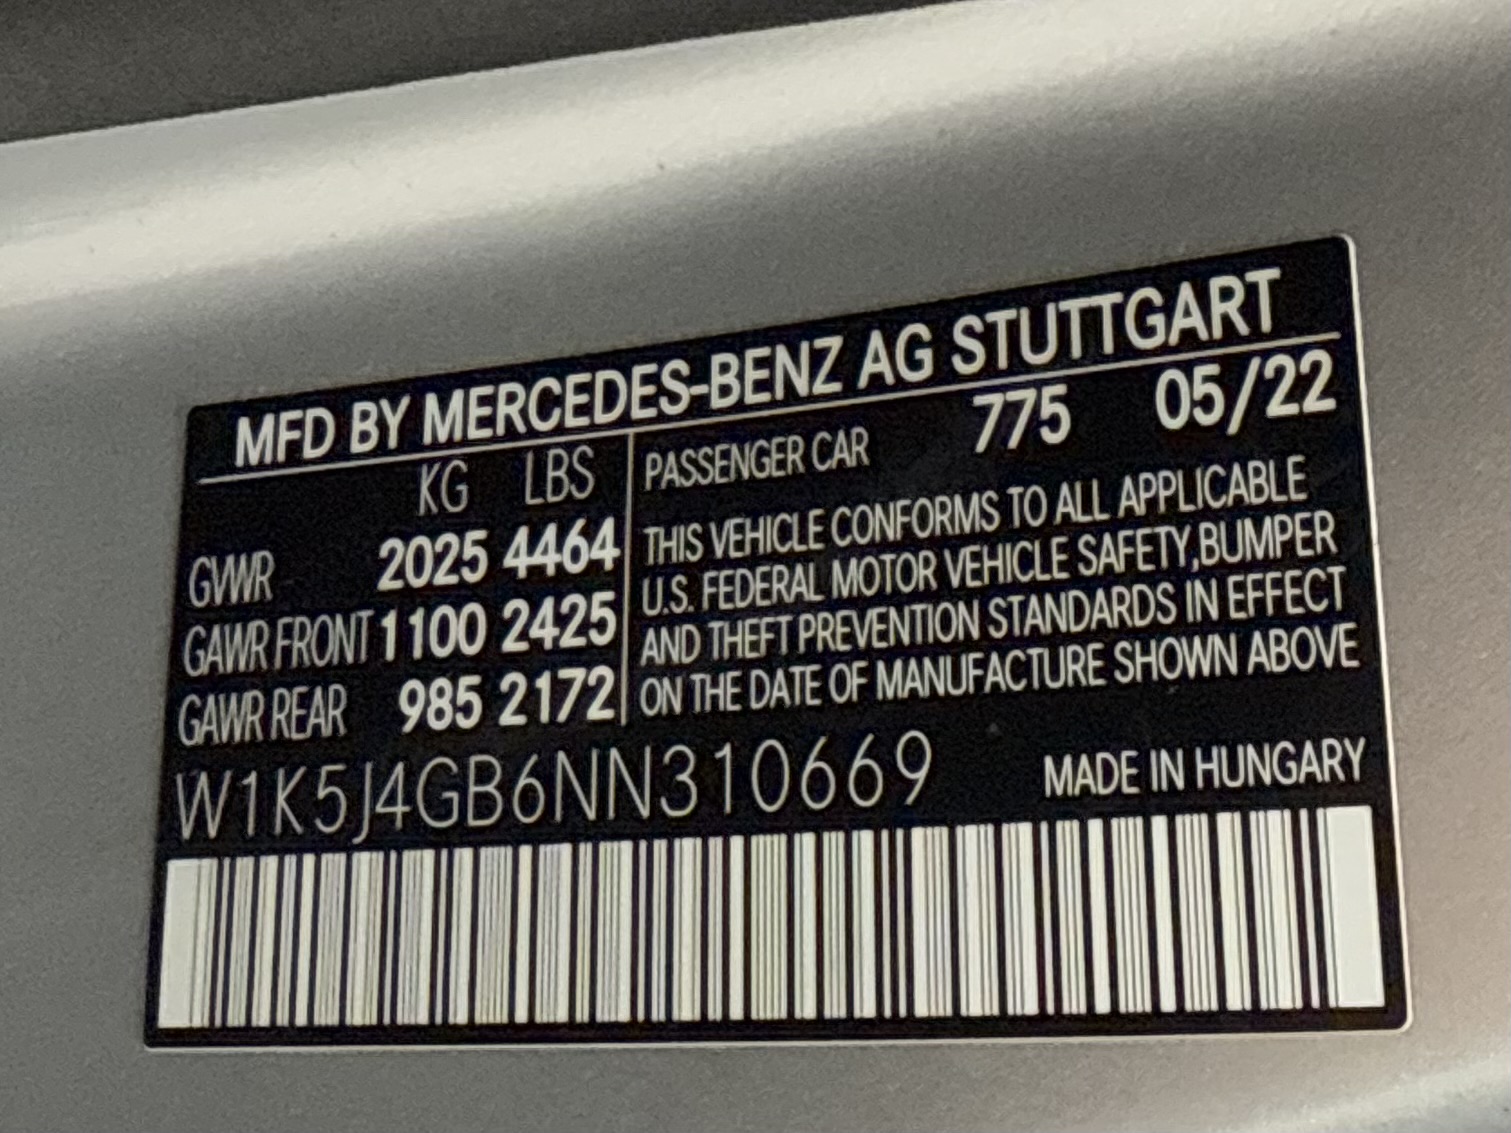 MFD BY MERCEDES-BENZ AG STUTTGART
KG LBS
GVWR 2025 4464
GAWR FRONT 1100 2425
GAWR REAR 985 2172
PASSENGER CAR 775 05/22
THIS VEHICLE CONFORMS TO ALL APPLICABLE
U.S. FEDERAL MOTOR VEHICLE SAFETY,BUMPER
AND THEFT PREVENTION STANDARDS IN EFFECT
ON THE DATE OF MANUFACTURE SHOWN ABOVE
W1K5J4GB6NN310669 MADE IN HUNGARY